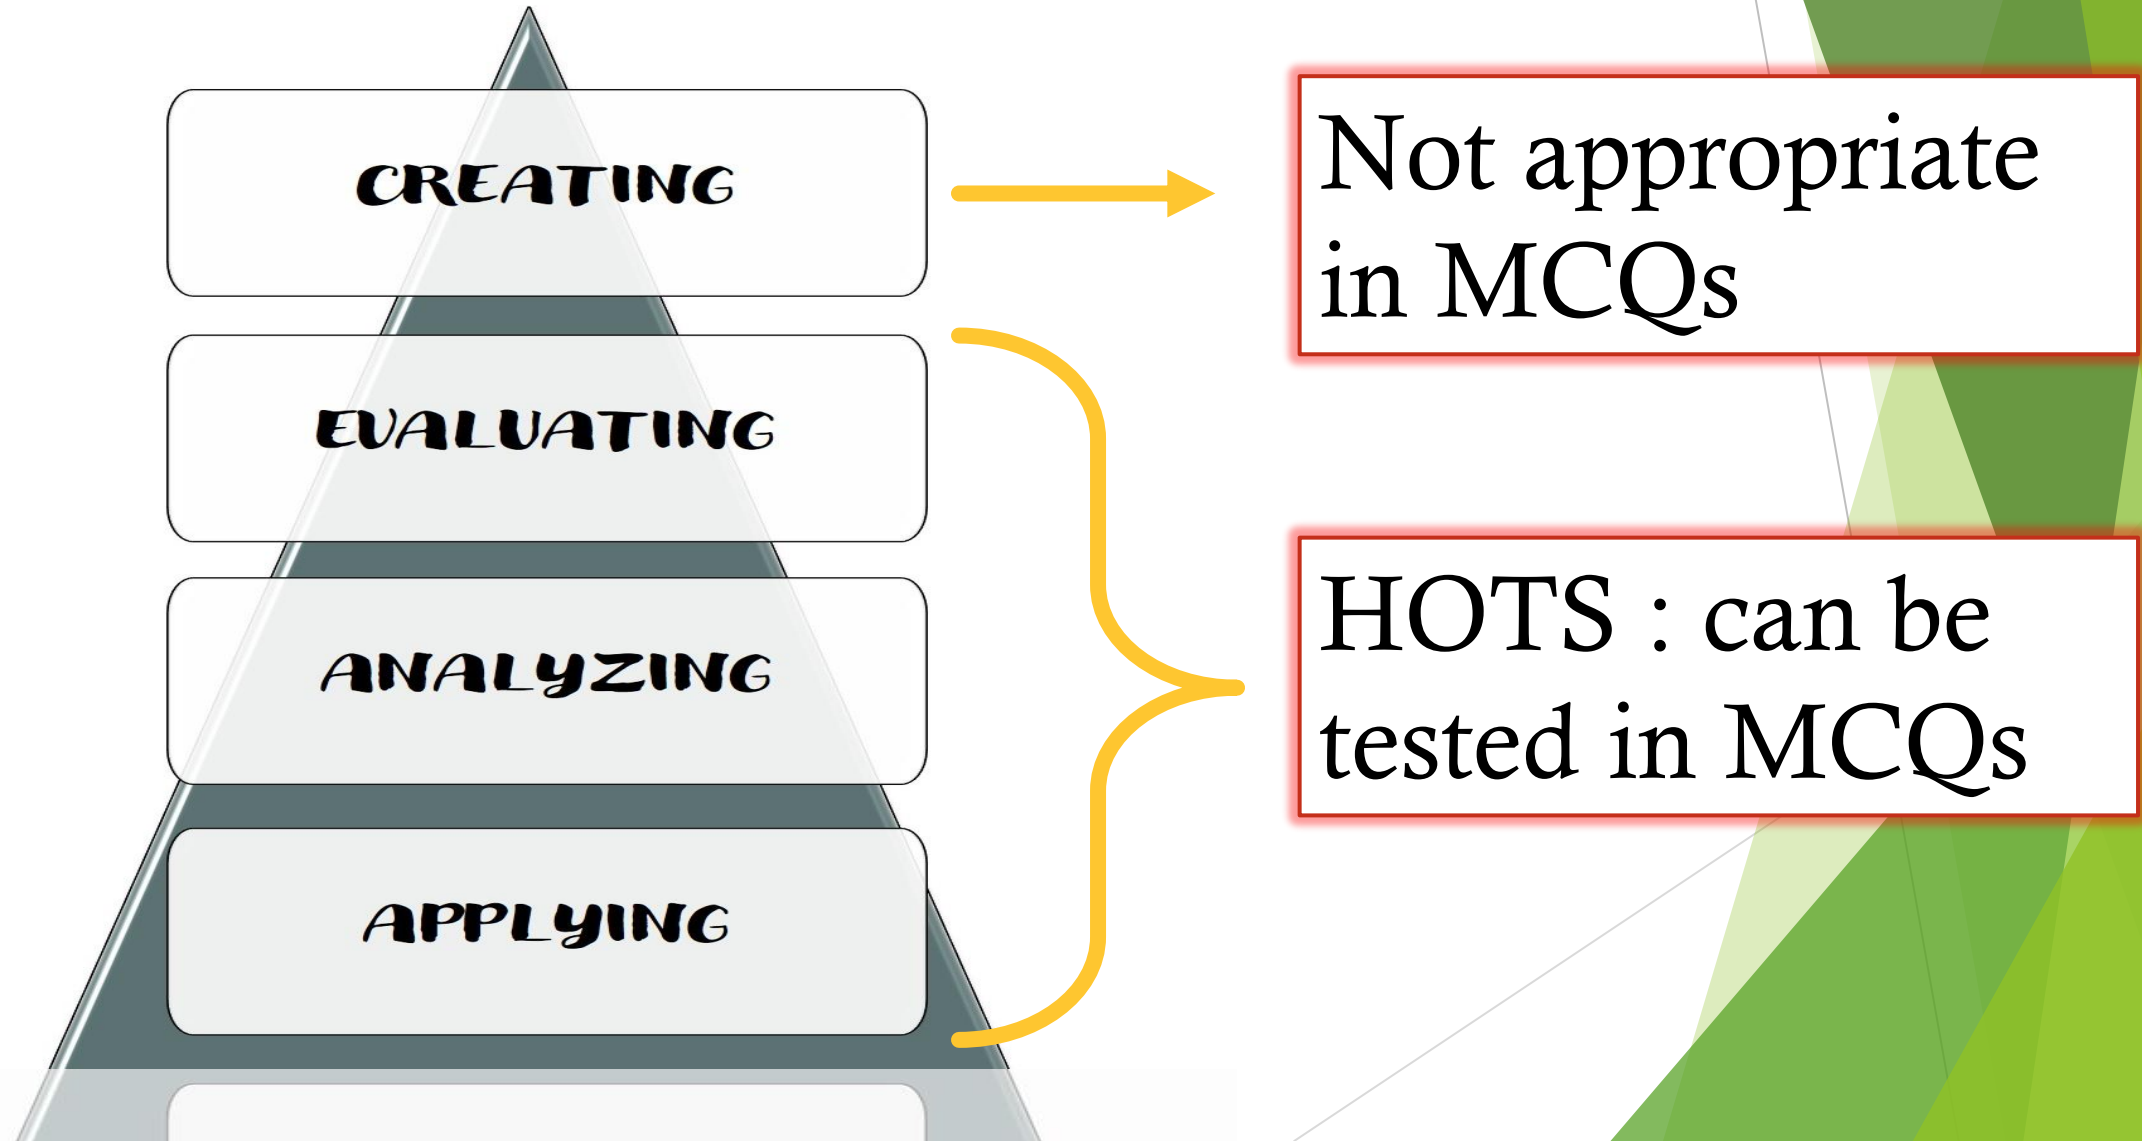 CREATING
Not appropriate
in MCQs
EVALUATING
ANALYZING
HOTS : can be
tested in MCQs
APPLYING